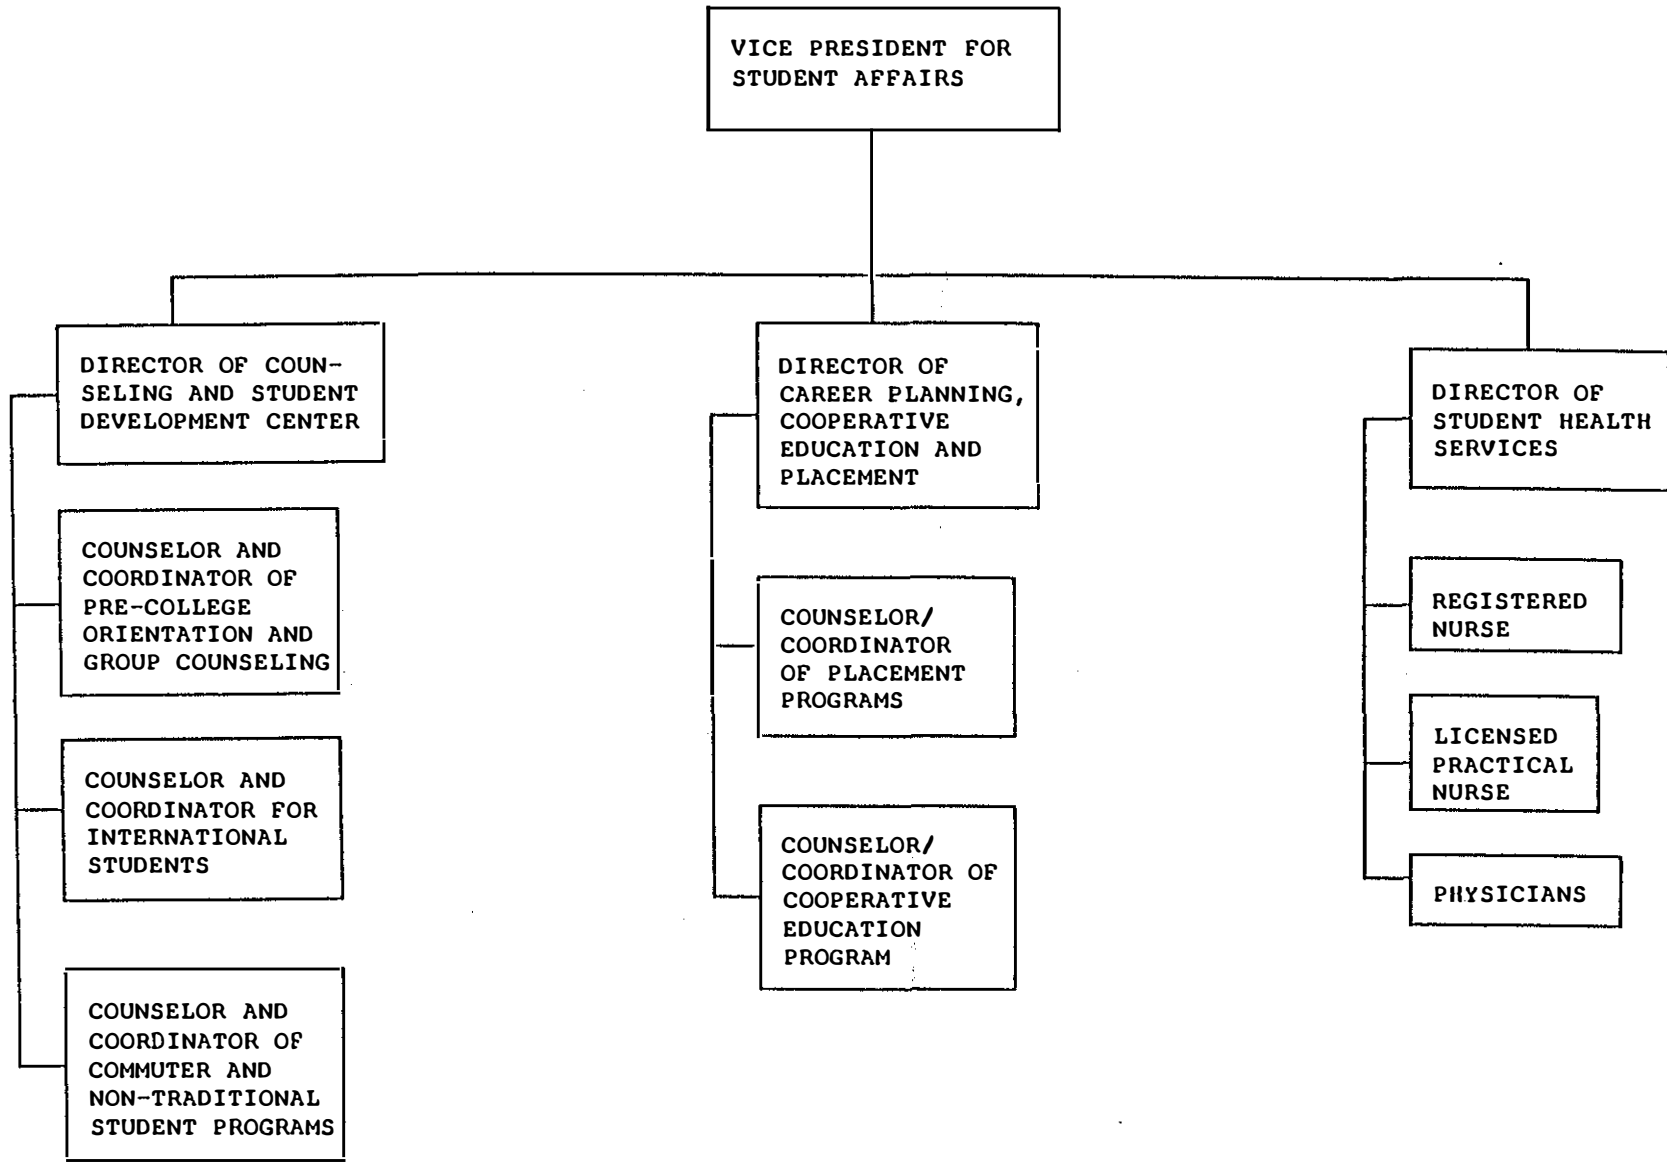 VICE PRESIDENT FOR
STUDENT AFFAIRS
DIRECTOR OF COUN-
SELING AND STUDENT
DEVELOPMENT CENTER
COUNSELOR AND
COORDINATOR OF
PRE-COLLEGE
ORIENTATION AND
GROUP COUNSELING
COUNSELOR AND
COORDINATOR FOR
INTERNATIONAL
STUDENTS
COUNSELOR AND
COORDINATOR OF
COMMUTER AND
NON-TRADITIONAL
STUDENT PROGRAMS
DIRECTOR OF
CAREER PLANNING,
COOPERATIVE
EDUCATION AND
PLACEMENT
COUNSELOR/
COORDINATOR
OF PLACEMENT
PROGRAMS
COUNSELOR/
COORDINATOR OF
COOPERATIVE
EDUCATION
PROGRAM
DIRECTOR OF
STUDENT HEALTH
SERVICES
REGISTERED
NURSE
LICENSED
PRACTICAL
NURSE
PHYSICIANS